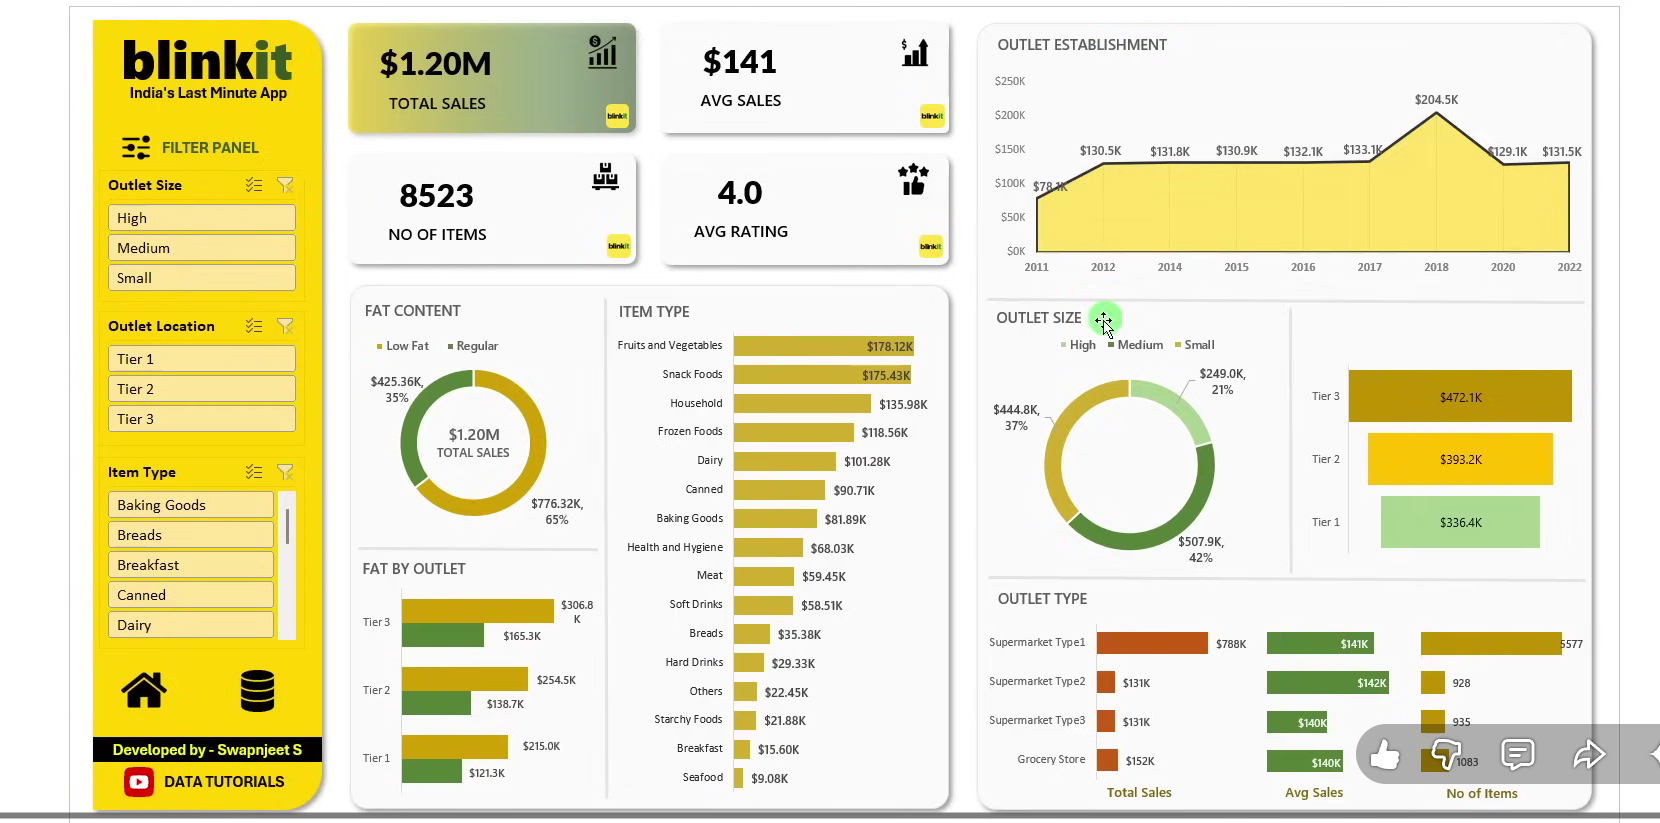 blinkit
India's Last Minute App
FILTER PANEL
Outlet Size
High
Medium
Small
Outlet Location
Tier 1
Tier 2
Tier 3
Item Type
Baking Goods
Breads
Breakfast
Canned
Dairy
Developed by - Swapnjeet S
DATA TUTORIALS
$1.20M
TOTAL SALES
blinkit
$141
AVG SALES
blinkit
8523
NO OF ITEMS
blinkit
4.0
AVG RATING
blinkit
FAT CONTENT
Low Fat Regular
$425.36K,
35%
$1.20M
TOTAL SALES
$776.32K,
65%
FAT BY OUTLET
Tier 3 $306.8
K
$165.3K
Tier 2 $254.5K
$138.7K
Tier 1 $215.0K
$121.3K
ITEM TYPE
Fruits and Vegetables $178.12K
Snack Foods $175.43K
Household $135.98K
Frozen Foods $118.56K
Dairy $101.28K
Canned $90.71K
Baking Goods $81.89K
Health and Hygiene $68.03K
Meat $59.45K
Soft Drinks $58.51K
Breads $35.38K
Hard Drinks $29.33K
Others $22.45K
Starchy Foods $21.88K
Breakfast $15.60K
Seafood $9.08K
OUTLET ESTABLISHMENT
$250K
$200K
$150K
$100K
$50K
$0K
$78.1K $130.5K $131.8K $130.9K $132.1K $133.1K $204.5K $129.1K $131.5K
2011 2012 2014 2015 2016 2017 2018 2020 2022
OUTLET SIZE
High Medium Small
$249.0K,
21%
$444.8K,
37%
$507.9K,
42%
Tier 3 $472.1K
Tier 2 $393.2K
Tier 1 $336.4K
OUTLET TYPE
Supermarket Type1 $788K $141K 5577
Supermarket Type2 $131K $142K 928
Supermarket Type3 $131K $140K 935
Grocery Store $152K $140K 1083
Total Sales Avg Sales No of Items